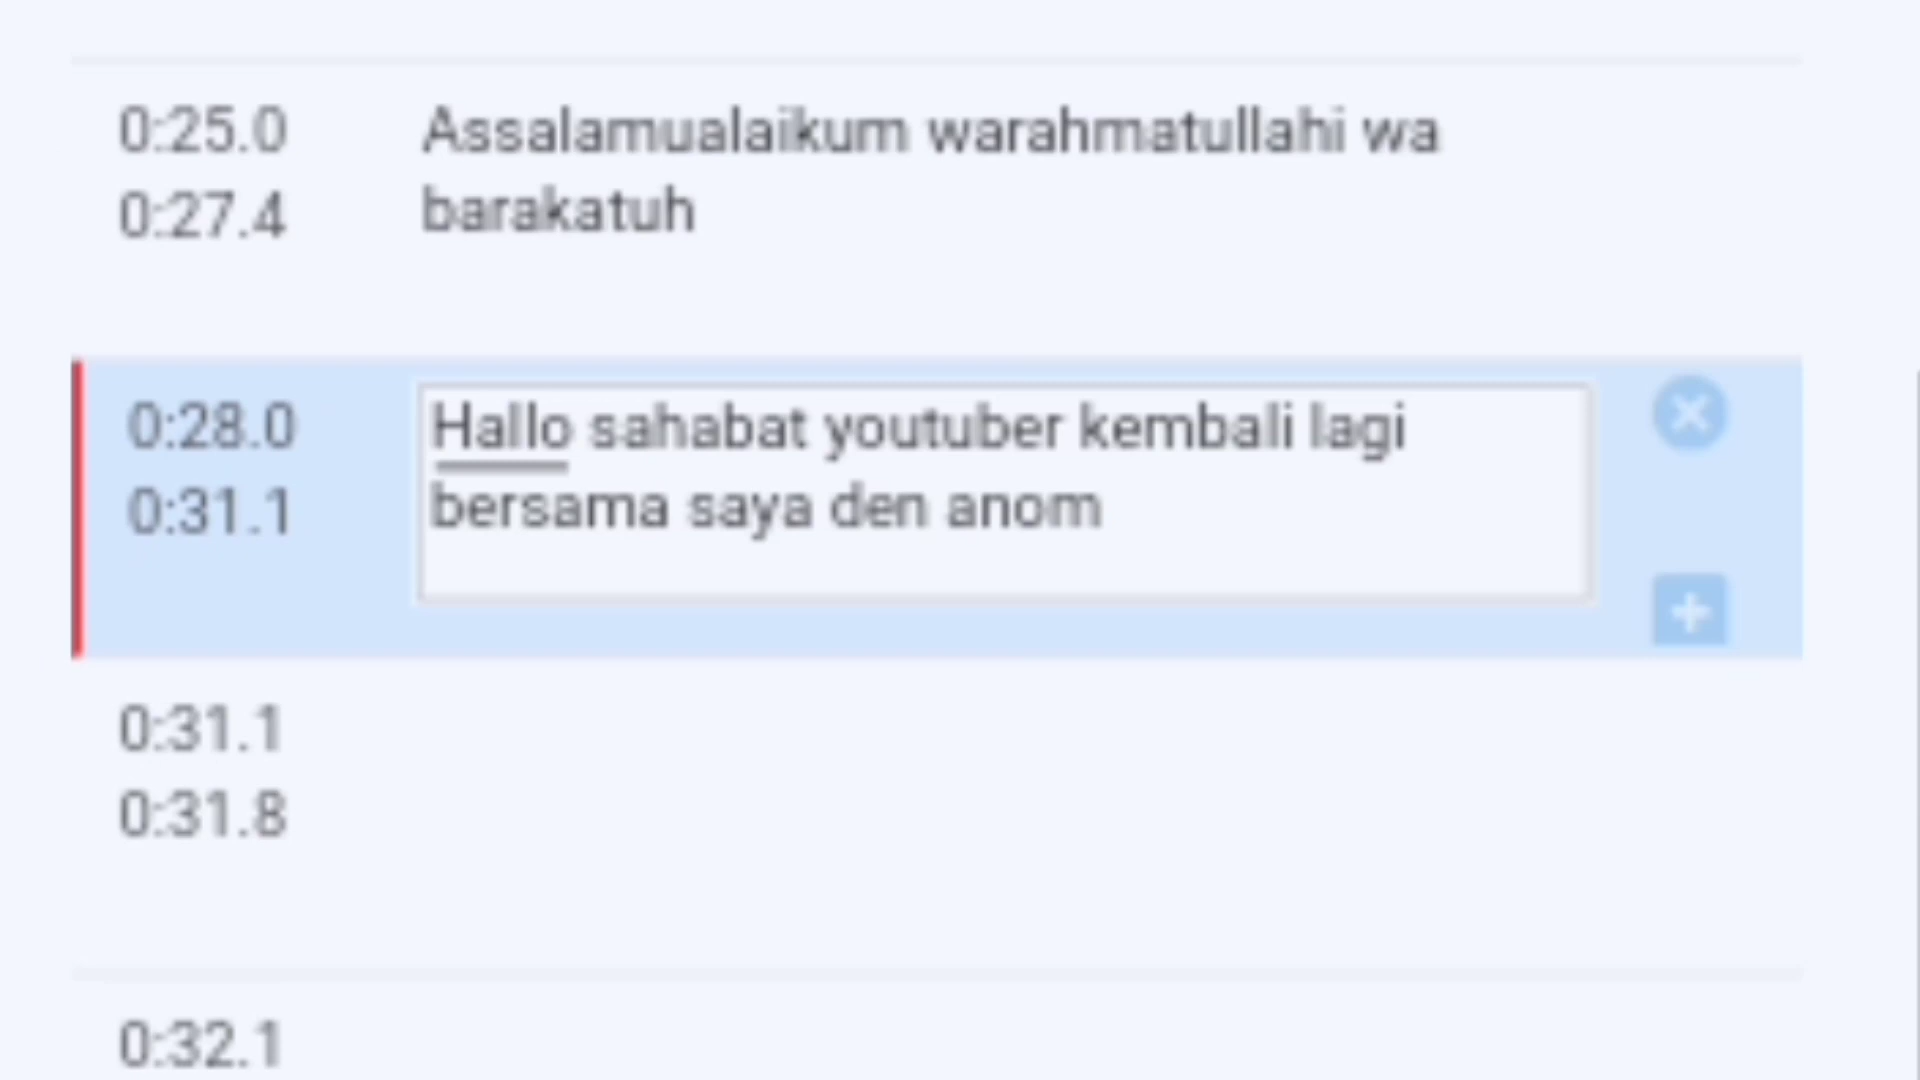 0:25.0
0:27.4
Assalamualaikum warahmatullahi wa
barakatuh
0:28.0
0:31.1
Hallo sahabat youtuber kembali lagi
bersama saya den anom
0:31.1
0:31.8
0:32.1